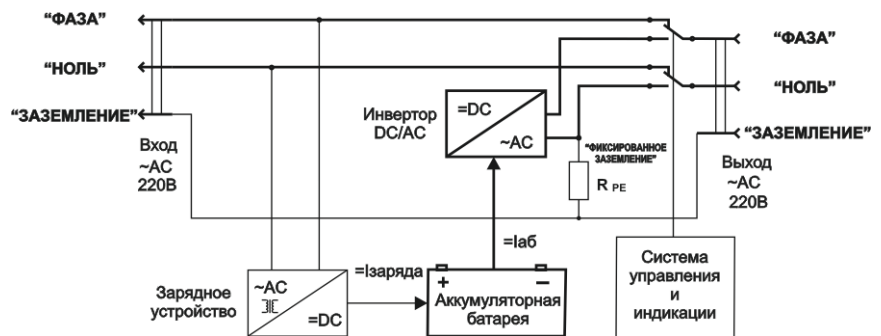 “ФАЗА”
“НОЛЬ”
“ЗАЗЕМЛЕНИЕ”
Вход
~AC
220В
Инвертор
DC/AC
=DC
~AC
“ФИКСИРОВАННОЕ
ЗАЗЕМЛЕНИЕ”
R PE
“ФАЗА”
“НОЛЬ”
“ЗАЗЕМЛЕНИЕ”
Выход
~AC
220В
=Iаб
=Iзаряда
Зарядное
устройство
~AC
=DC
+ −
Аккумуляторная
батарея
Система
управления
и
индикации